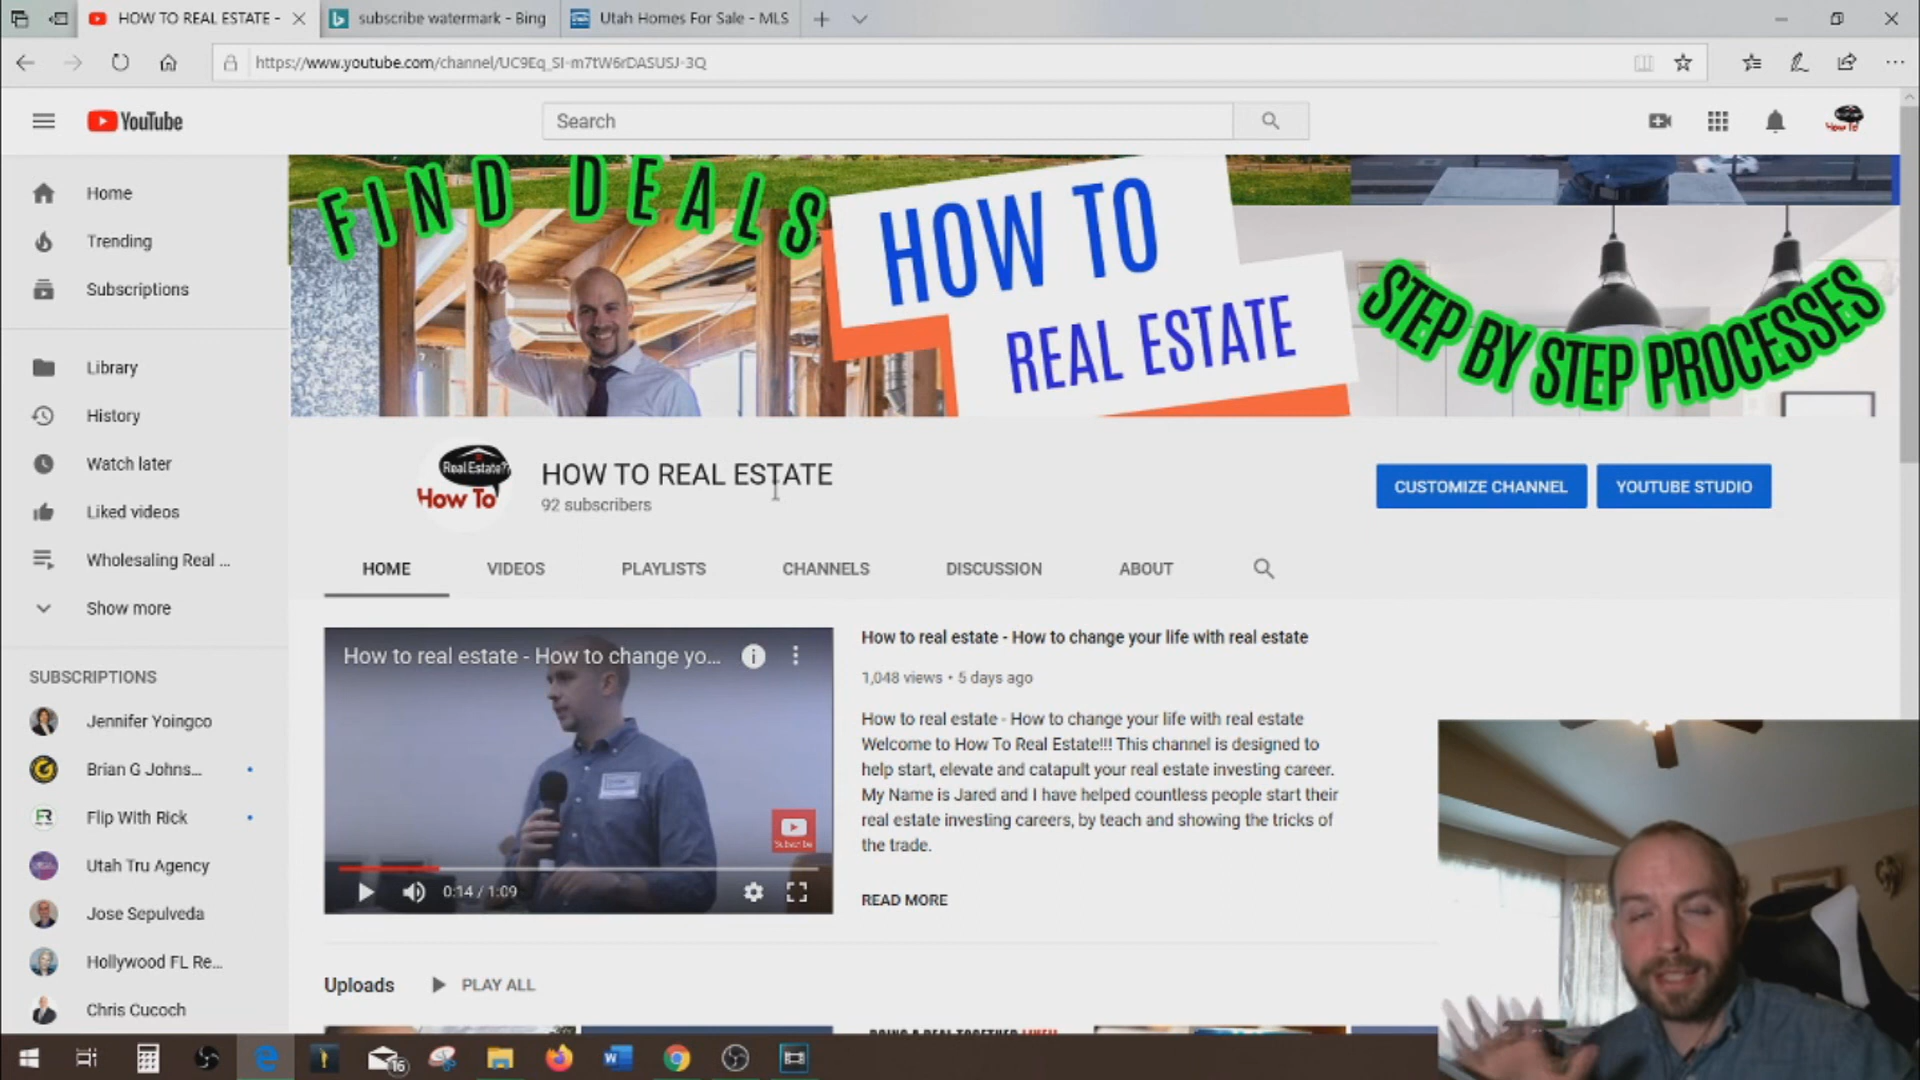 HOW TO REAL ESTATE -
subscribe watermark - Bing
Utah Homes For Sale - MLS
https://www.youtube.com/channel/UC9Eq_SI-m7tW6rDASUSJ-3Q
YouTube
Search
How To
Home
Trending
Subscriptions
Library
History
Watch later
Liked videos
Wholesaling Real ...
Show more
SUBSCRIPTIONS
Jennifer Yoingco
Brian G Johns...
Flip With Rick
Utah Tru Agency
Jose Sepulveda
Hollywood FL Re...
Chris Cucoch
FIND DEALS
HOW TO
REAL ESTATE
STEP BY STEP PROCESSES
Real Estate??
How To
HOW TO REAL ESTATE
92 subscribers
CUSTOMIZE CHANNEL
YOUTUBE STUDIO
HOME
VIDEOS
PLAYLISTS
CHANNELS
DISCUSSION
ABOUT
How to real estate - How to change yo...
Subscribe
0:14 / 1:09
How to real estate - How to change your life with real estate
1,048 views • 5 days ago
How to real estate - How to change your life with real estate
Welcome to How To Real Estate!!! This channel is designed to
help start, elevate and catapult your real estate investing career.
My Name is Jared and I have helped countless people start their
real estate investing careers, by teach and showing the tricks of
the trade.
READ MORE
Uploads
PLAY ALL
16